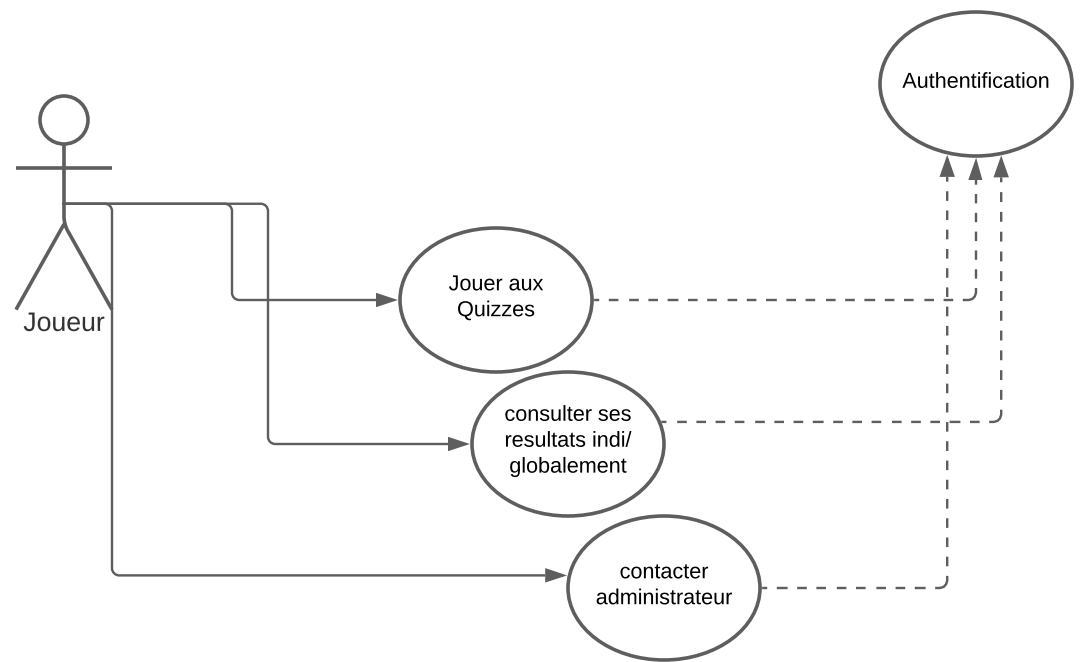 Authentification
Joueur
Jouer aux
Quizzes
consulter ses
resultats indi/
globalement
contacter
administrateur